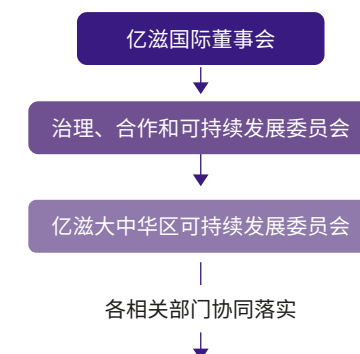 亿滋国际董事会
治理、合作和可持续发展委员会
亿滋大中华区可持续发展委员会
各相关部门协同落实